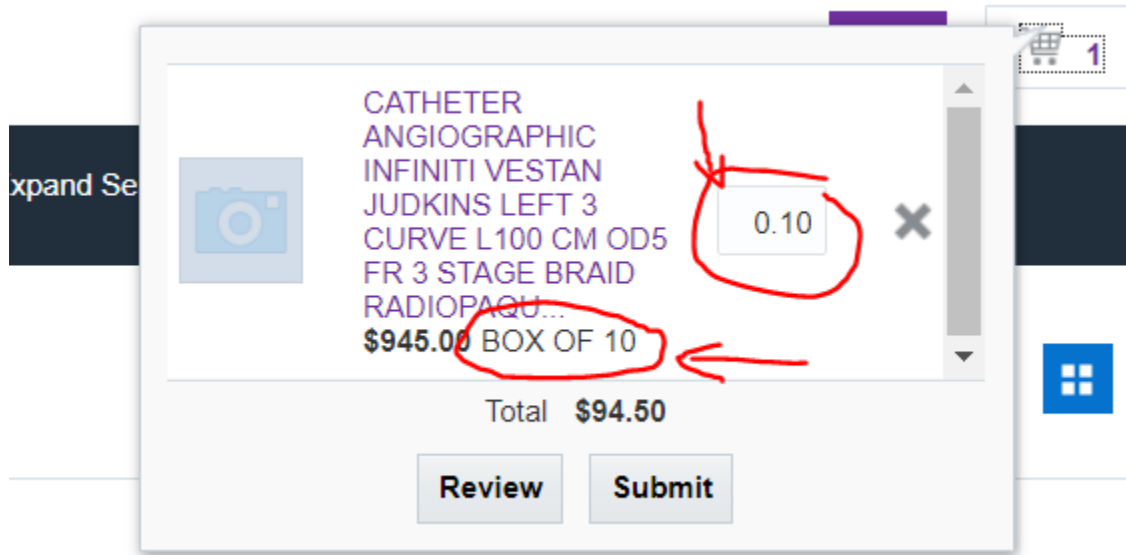 1
xpand Se
CATHETER
ANGIOGRAPHIC
INFINITI VESTAN
JUDKINS LEFT 3
CURVE L100 CM OD5
FR 3 STAGE BRAID
RADIOPAQU...
0.10
$945.00 BOX OF 10
Total $94.50
Review Submit